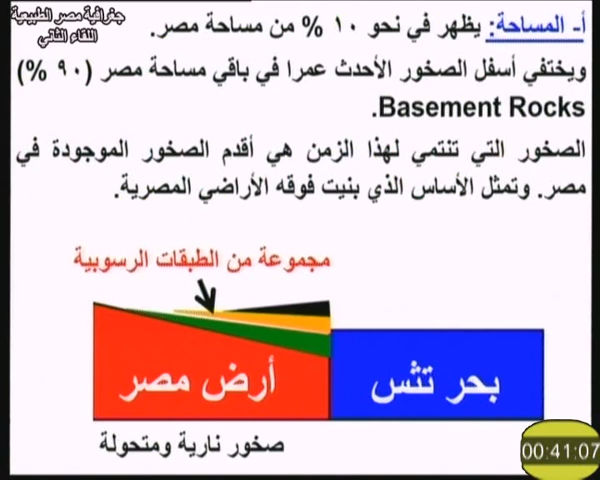 جغرافية مصر الطبيعية
اللقاء الثاني
أ- المساحة: يظهر في نحو ١٠ % من مساحة مصر.
ويختفي أسفل الصخور الأحدث عمرا في باقي مساحة مصر (٩٠ %)
Basement Rocks.
الصخور التي تنتمي لهذا الزمن هي أقدم الصخور الموجودة في
مصر. وتمثل الأساس الذي بنيت فوقه الأراضي المصرية.
مجموعة من الطبقات الرسوبية
أرض مصر
بحر تثس
صخور نارية ومتحولة
00:41:07